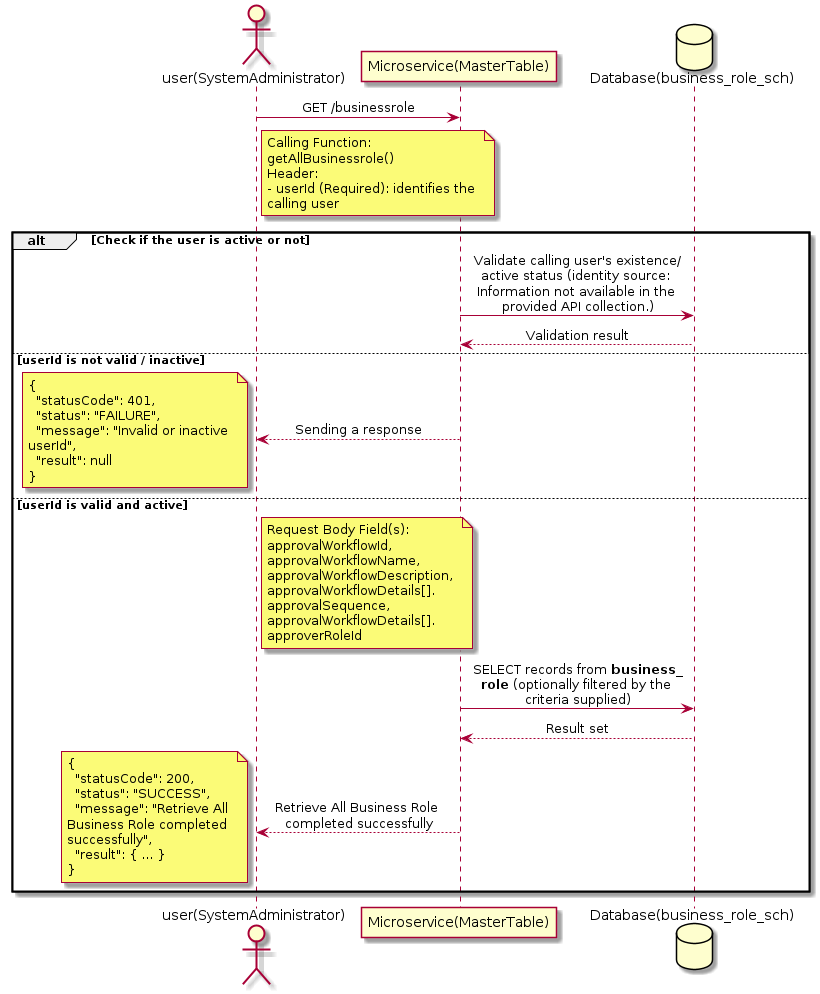 user(SystemAdministrator)
Microservice(MasterTable)
Database(business_role_sch)
GET /businessrole
Calling Function:
getAllBusinessrole()
Header:
- userId (Required): identifies the
calling user
alt
[Check if the user is active or not]
Validate calling user's existence/
active status (identity source:
Information not available in the
provided API collection.)
Validation result
[userId is not valid / inactive]
{
"statusCode": 401,
"status": "FAILURE",
"message": "Invalid or inactive
userId",
"result": null
}
Sending a response
[userId is valid and active]
Request Body Field(s):
approvalWorkflowId,
approvalWorkflowName,
approvalWorkflowDescription,
approvalWorkflowDetails[].
approvalSequence,
approvalWorkflowDetails[].
approverRoleId
SELECT records from business_
role (optionally filtered by the
criteria supplied)
Result set
{
"statusCode": 200,
"status": "SUCCESS",
"message": "Retrieve All
Business Role completed
successfully",
"result": { ... }
}
Retrieve All Business Role
completed successfully
user(SystemAdministrator)
Microservice(MasterTable)
Database(business_role_sch)